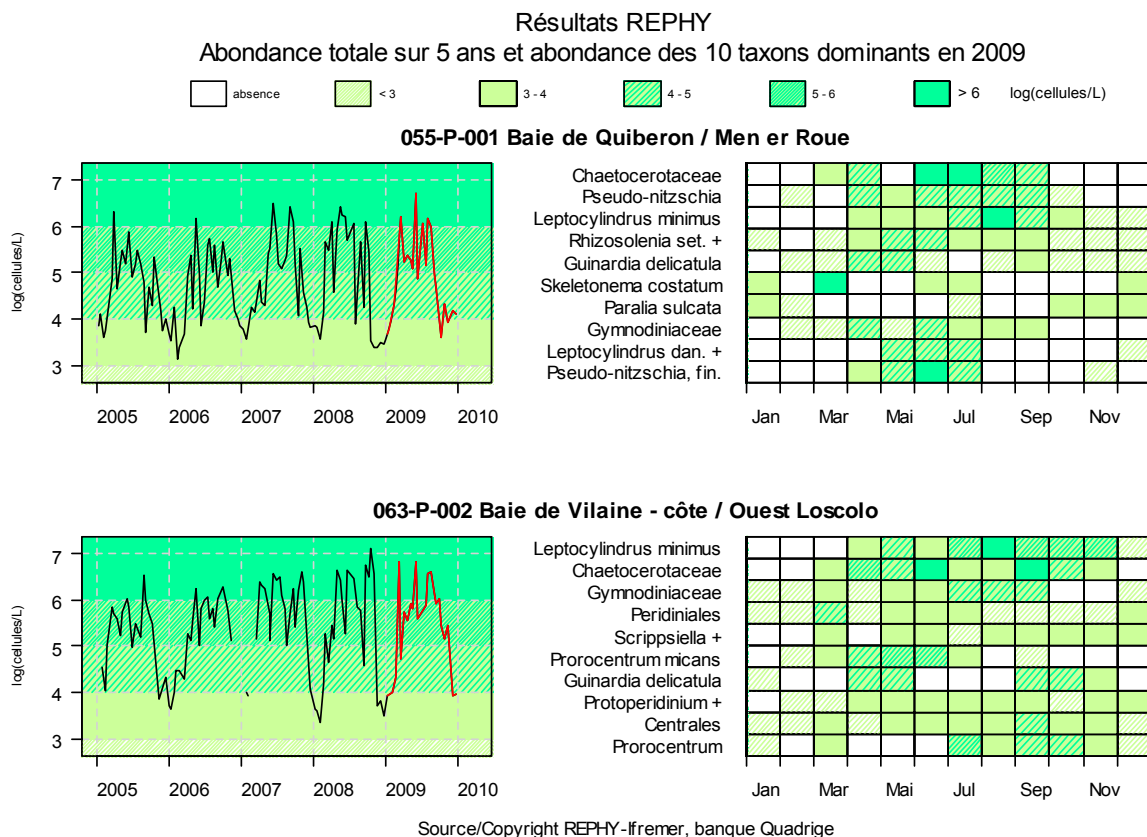 Résultats REPHY
Abondance totale sur 5 ans et abondance des 10 taxons dominants en 2009
absence < 3 3 - 4 4 - 5 5 - 6 > 6 log(cellules/L)
055-P-001 Baie de Quiberon / Men er Roue
log(cellules/L)
7
6
5
4
3
2005 2006 2007 2008 2009 2010
Chaetocerotaceae
Pseudo-nitzschia
Leptocylindrus minimus
Rhizosolenia set. +
Guinardia delicatula
Skeletonema costatum
Paralia sulcata
Gymnodiniaceae
Leptocylindrus dan. +
Pseudo-nitzschia, fin.
Jan Mar Mai Jul Sep Nov
063-P-002 Baie de Vilaine - côte / Ouest Loscolo
log(cellules/L)
7
6
5
4
3
2005 2006 2007 2008 2009 2010
Leptocylindrus minimus
Chaetocerotaceae
Gymnodiniaceae
Peridiniales
Scrippsiella +
Prorocentrum micans
Guinardia delicatula
Protoperidinium +
Centrales
Prorocentrum
Jan Mar Mai Jul Sep Nov
Source/Copyright REPHY-Ifremer, banque Quadrige